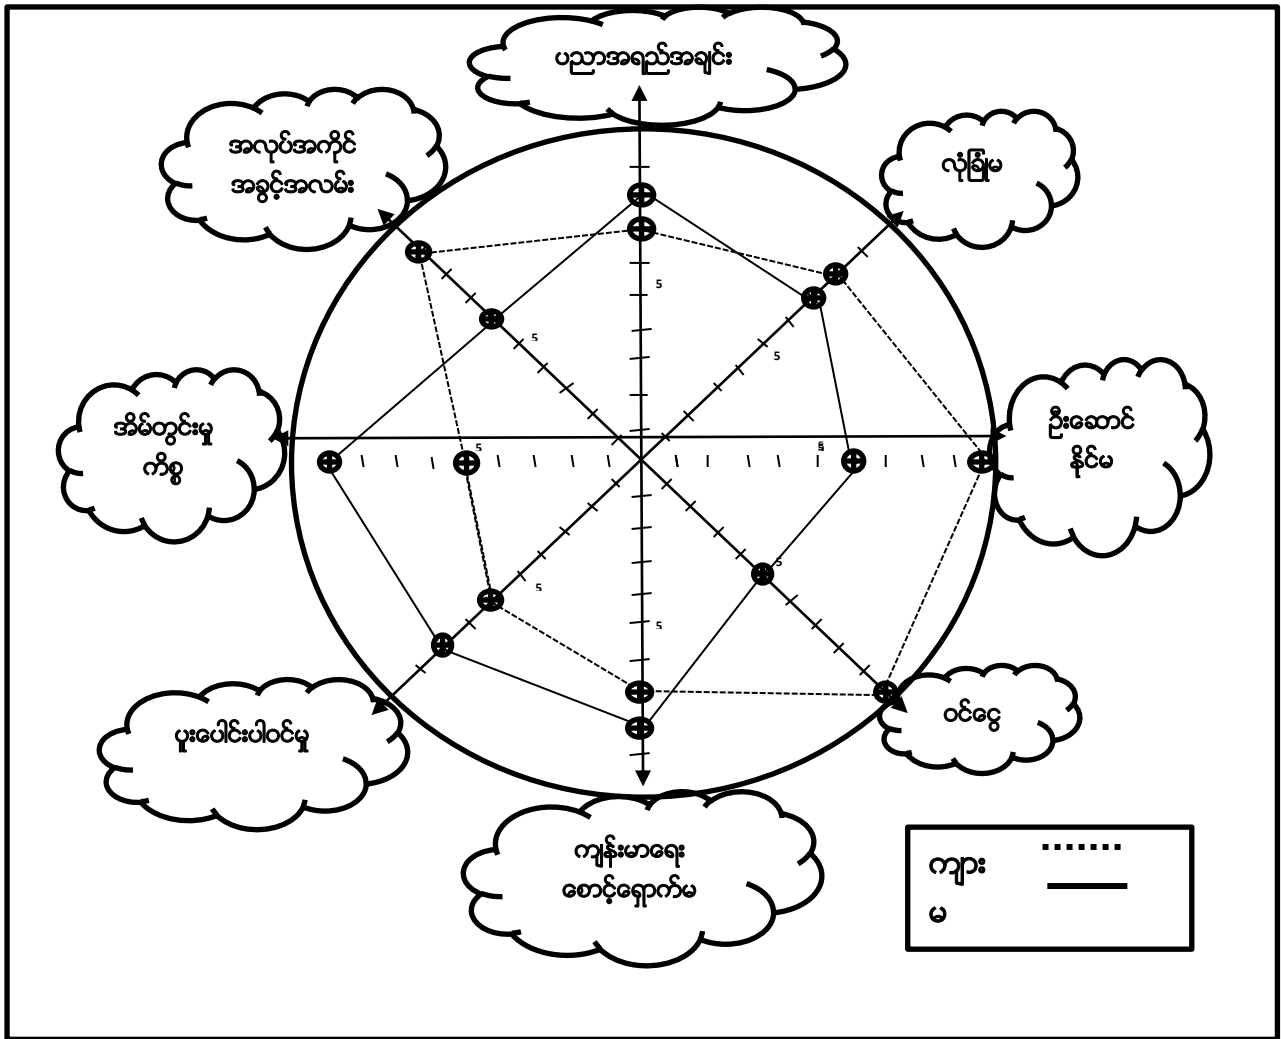 ပညာအရည်အချင်း
အလုပ်အကိုင်
အခွင့်အလမ်း
လုံခြုံမ
5
5
5
အိမ်တွင်းမှု
ကိစ္စ
ဦးဆောင်
နိုင်မ
5
5
5
5
5
ပူးပေါင်းပါဝင်မှု
ဝင်ငွေ
ကျန်းမာရေး
စောင့်ရှောက်မ
ကျား
မ